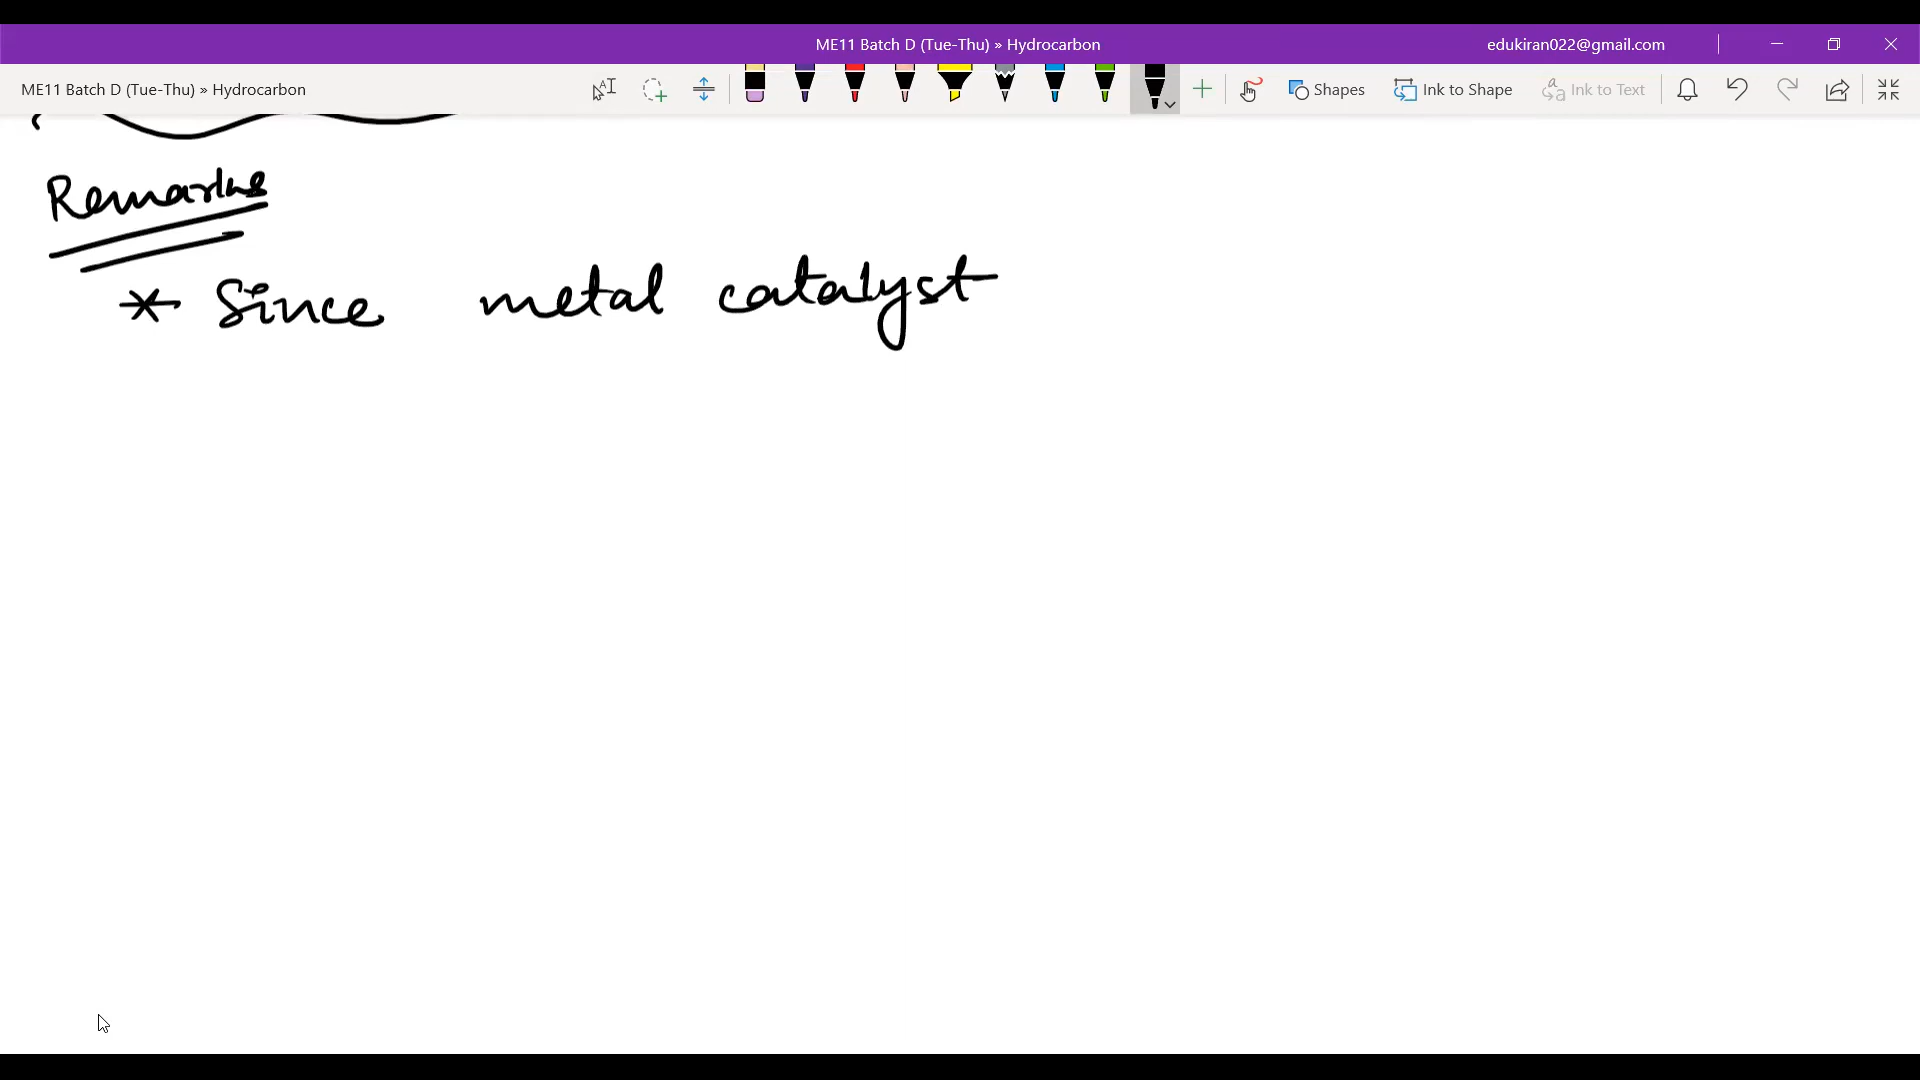 ME11 Batch D (Tue-Thu) » Hydrocarbon
edukiran022@gmail.com
ME11 Batch D (Tue-Thu) » Hydrocarbon
Shapes
Ink to Shape
Ink to Text
Remarks
* Since metal catalyst